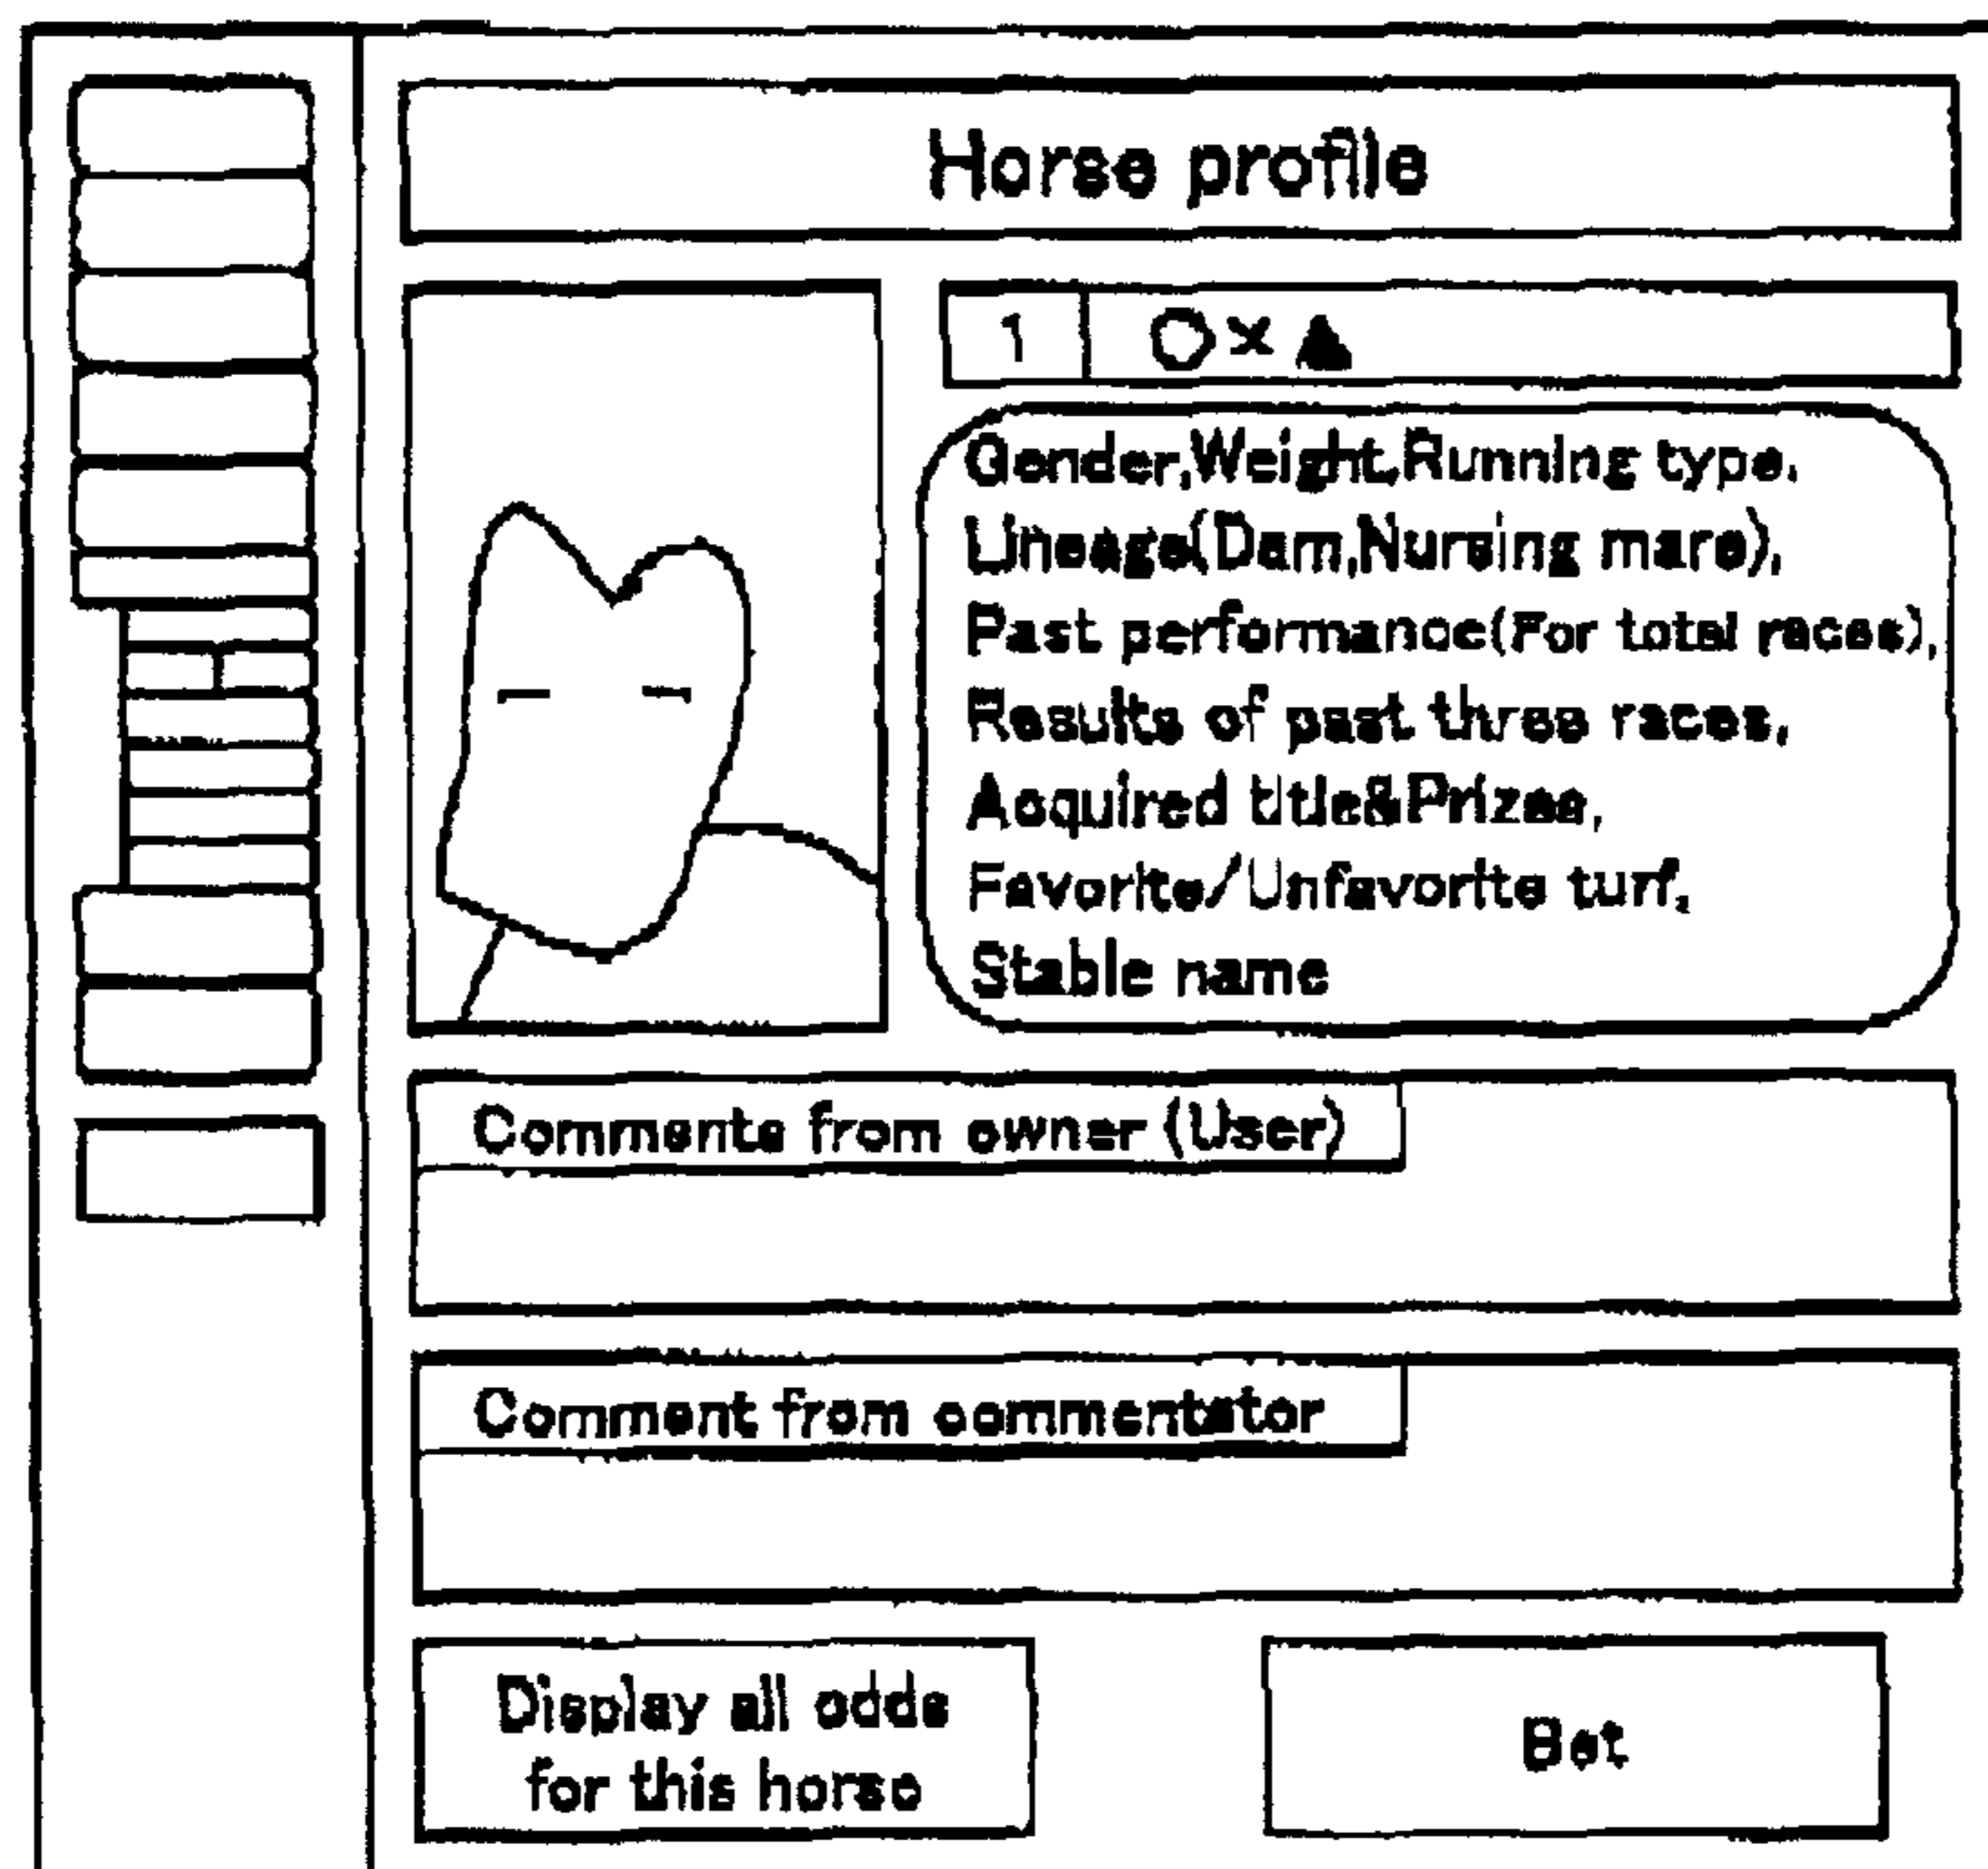 Horse profile
1 ○×▲
Gender,Weight,Running type,
Lineage(Dam,Nursing mare),
Past performance(For total races),
Results of past three races,
Acquired title&Prizes,
Favorite/Unfavorite turf,
Stable name
Comments from owner (User)
Comment from commentator
Display all odds
for this horse
Bet